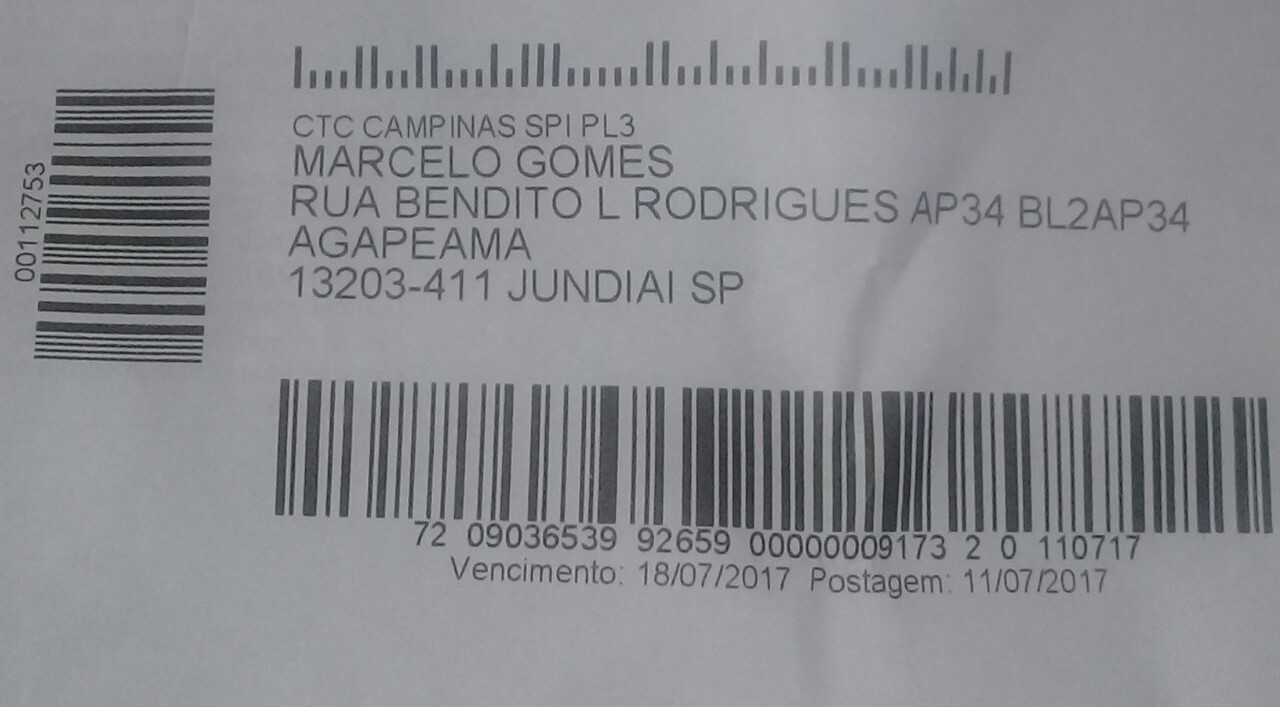 CTC CAMPINAS SPI PL3
MARCELO GOMES
RUA BENDITO L RODRIGUES AP34 BL2AP34
AGAPEAMA
13203-411 JUNDIAI SP
00112753
72 09036539 92659 00000009173 2 0 110717
Vencimento: 18/07/2017 Postagem: 11/07/2017